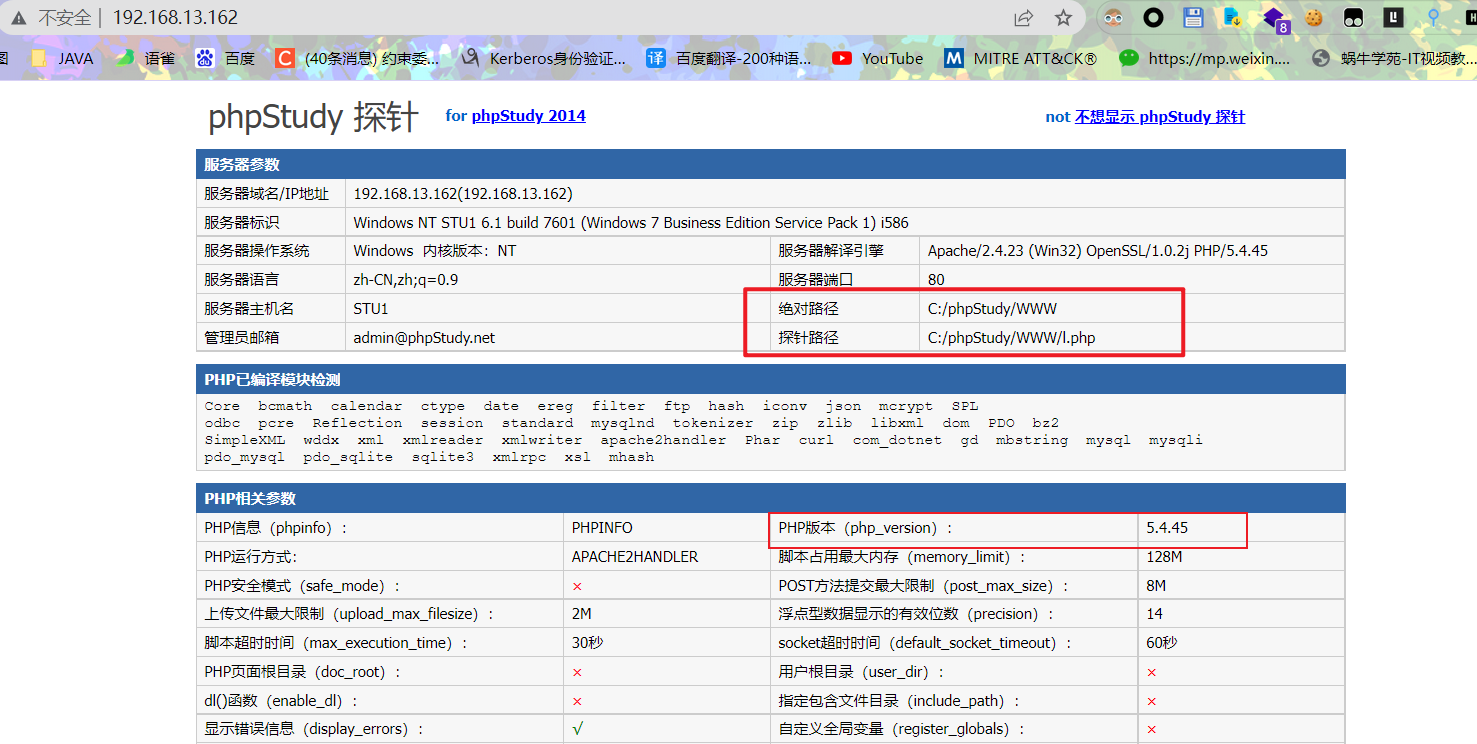 不安全 | 192.168.13.162
8
图 JAVA 语雀 百度 (40条消息) 约束委... Kerberos身份验证... 百度翻译-200种语... YouTube MITRE ATT&CK® https://mp.weixin.... 蜗牛学苑-IT视频教...
phpStudy 探针 for phpStudy 2014 not 不想显示 phpStudy 探针
服务器参数
服务器域名/IP地址 192.168.13.162(192.168.13.162)
服务器标识 Windows NT STU1 6.1 build 7601 (Windows 7 Business Edition Service Pack 1) i586
服务器操作系统 Windows 内核版本：NT 服务器解译引擎 Apache/2.4.23 (Win32) OpenSSL/1.0.2j PHP/5.4.45
服务器语言 zh-CN,zh;q=0.9 服务器端口 80
服务器主机名 STU1 绝对路径 C:/phpStudy/WWW
管理员邮箱 admin@phpStudy.net 探针路径 C:/phpStudy/WWW/l.php
PHP已编译模块检测
Core bcmath calendar ctype date ereg filter ftp hash iconv json mcrypt SPL
odbc pcre Reflection session standard mysqlnd tokenizer zip zlib libxml dom PDO bz2
SimpleXML wddx xml xmlreader xmlwriter apache2handler Phar curl com_dotnet gd mbstring mysql mysqli
pdo_mysql pdo_sqlite sqlite3 xmlrpc xsl mhash
PHP相关参数
PHP信息（phpinfo）： PHPINFO PHP版本（php_version）： 5.4.45
PHP运行方式： APACHE2HANDLER 脚本占用最大内存（memory_limit）： 128M
PHP安全模式（safe_mode）： × POST方法提交最大限制（post_max_size）： 8M
上传文件最大限制（upload_max_filesize）： 2M 浮点型数据显示的有效位数（precision）： 14
脚本超时时间（max_execution_time）： 30秒 socket超时时间（default_socket_timeout）： 60秒
PHP页面根目录（doc_root）： × 用户根目录（user_dir）： ×
dl()函数（enable_dl）： × 指定包含文件目录（include_path）： ×
显示错误信息（display_errors）： √ 自定义全局变量（register_globals）： ×